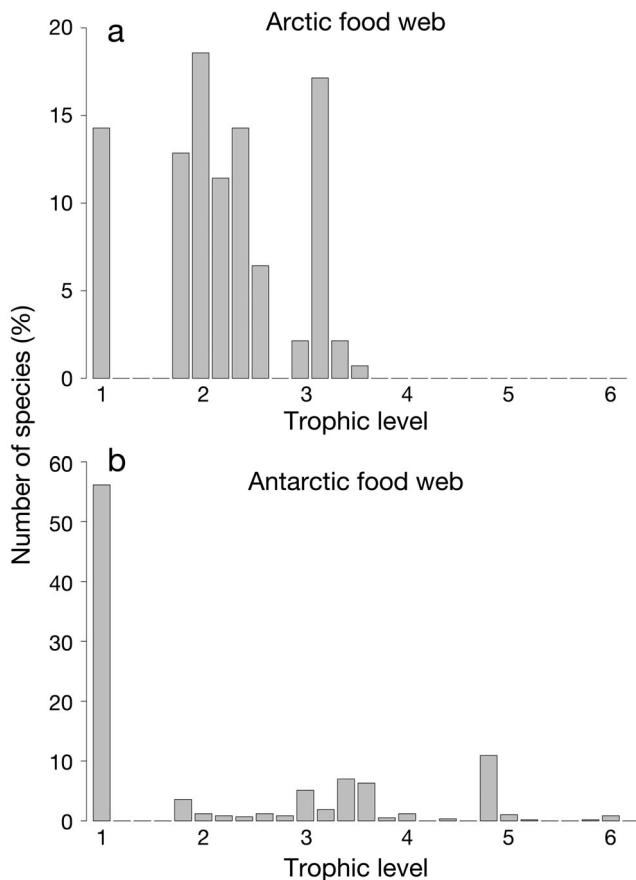 a
Arctic food web
20
15
10
5
0
1 2 3 4 5 6
Trophic level
Number of species (%)
b
Antarctic food web
60
50
40
30
20
10
0
1 2 3 4 5 6
Trophic level